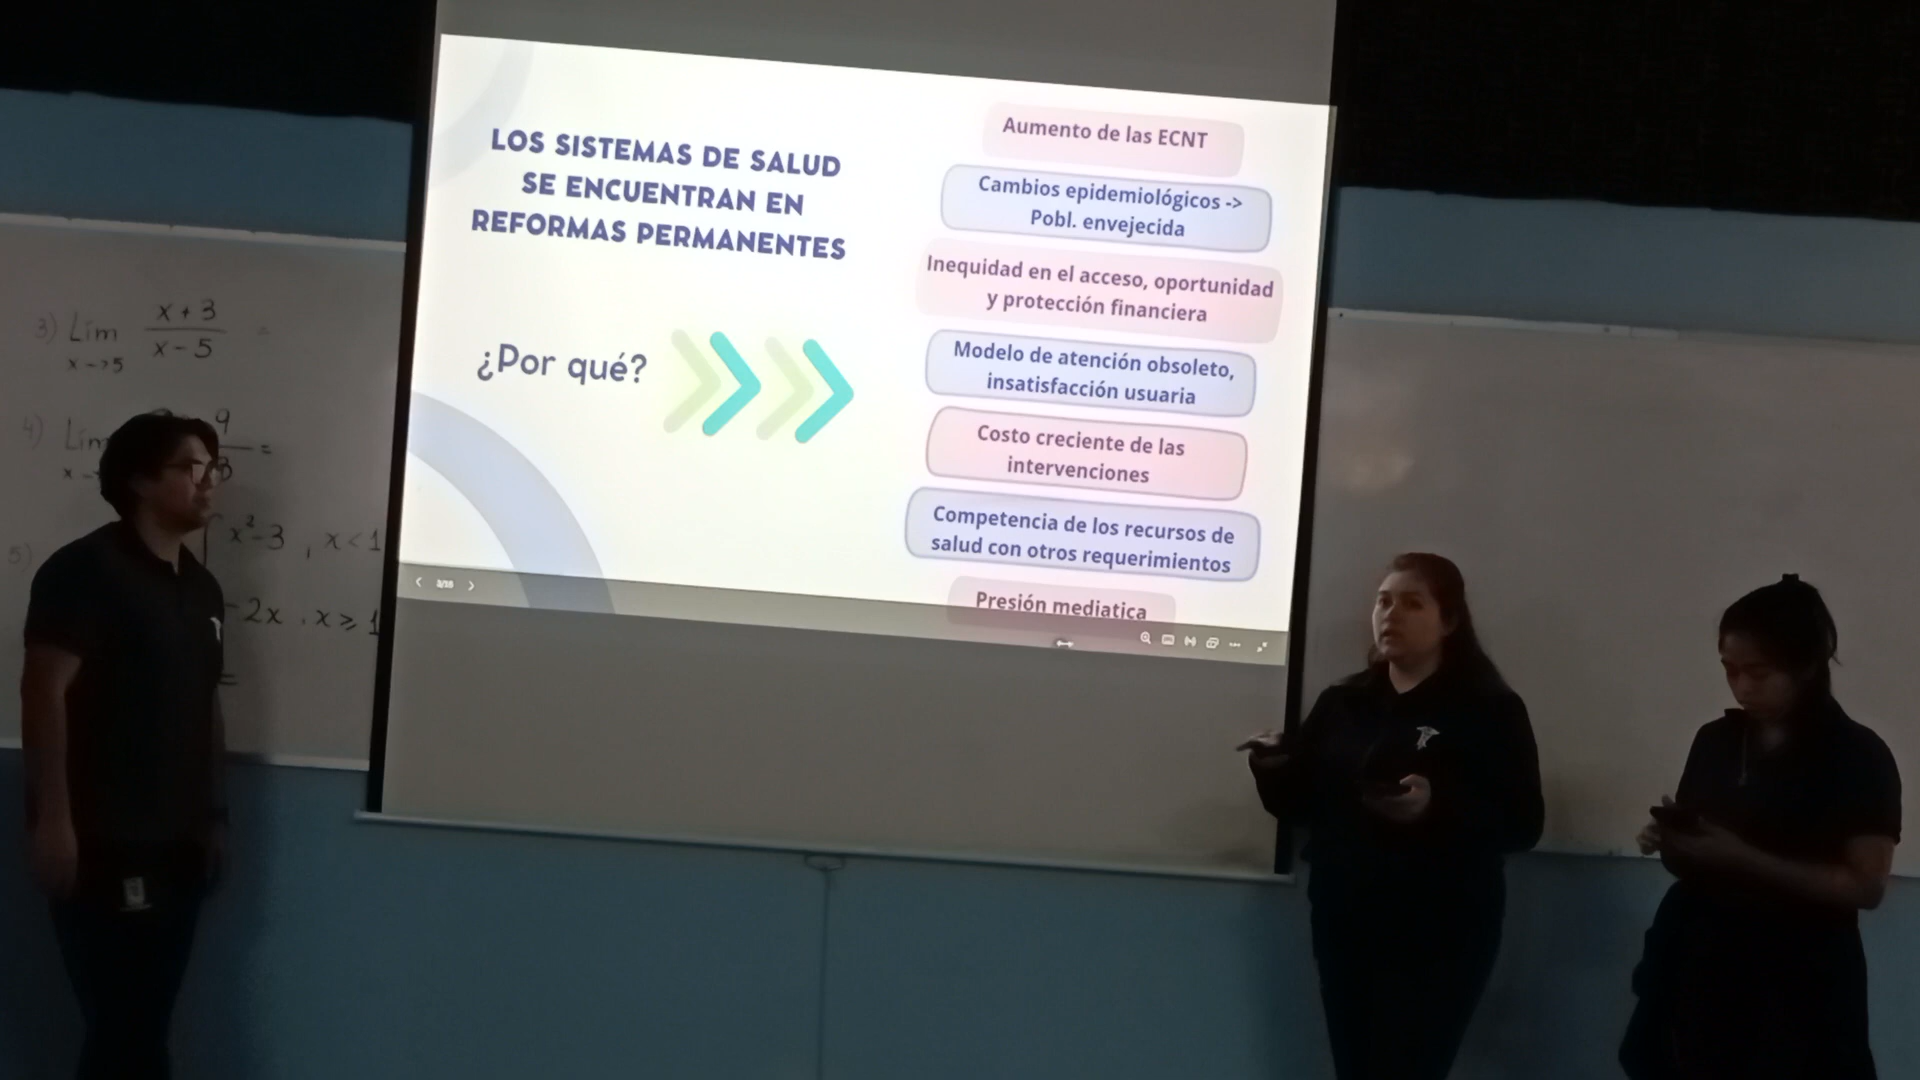 LOS SISTEMAS DE SALUD
SE ENCUENTRAN EN
REFORMAS PERMANENTES
¿Por qué?
Aumento de las ECNT
Cambios epidemiológicos ->
Pobl. envejecida
Inequidad en el acceso, oportunidad
y protección financiera
Modelo de atención obsoleto,
insatisfacción usuaria
Costo creciente de las
intervenciones
Competencia de los recursos de
salud con otros requerimientos
Presión mediatica
3) Lim x + 3 =
x -> 5 x - 5
4) Lim 9 =
x -
5) x² - 3 , x < 1
-2x , x ≥ 1
=